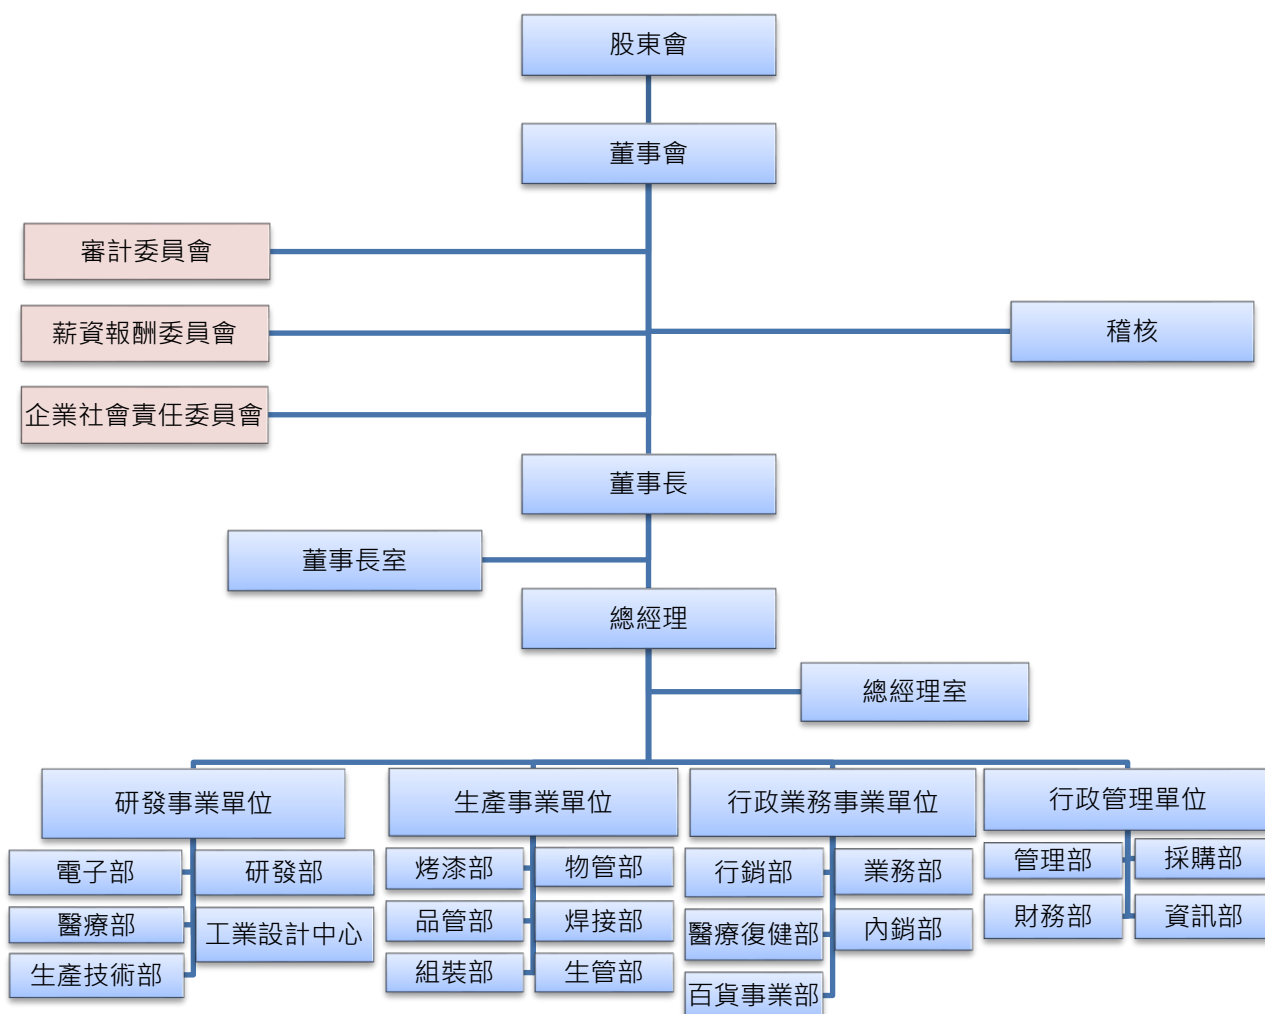 股東會
董事會
審計委員會
薪資報酬委員會
稽核
企業社會責任委員會
董事長
董事長室
總經理
總經理室
研發事業單位
生產事業單位
行政業務事業單位
行政管理單位
電子部
研發部
醫療部
工業設計中心
生產技術部
烤漆部
物管部
品管部
焊接部
組裝部
生管部
行銷部
業務部
醫療復健部
內銷部
百貨事業部
管理部
採購部
財務部
資訊部